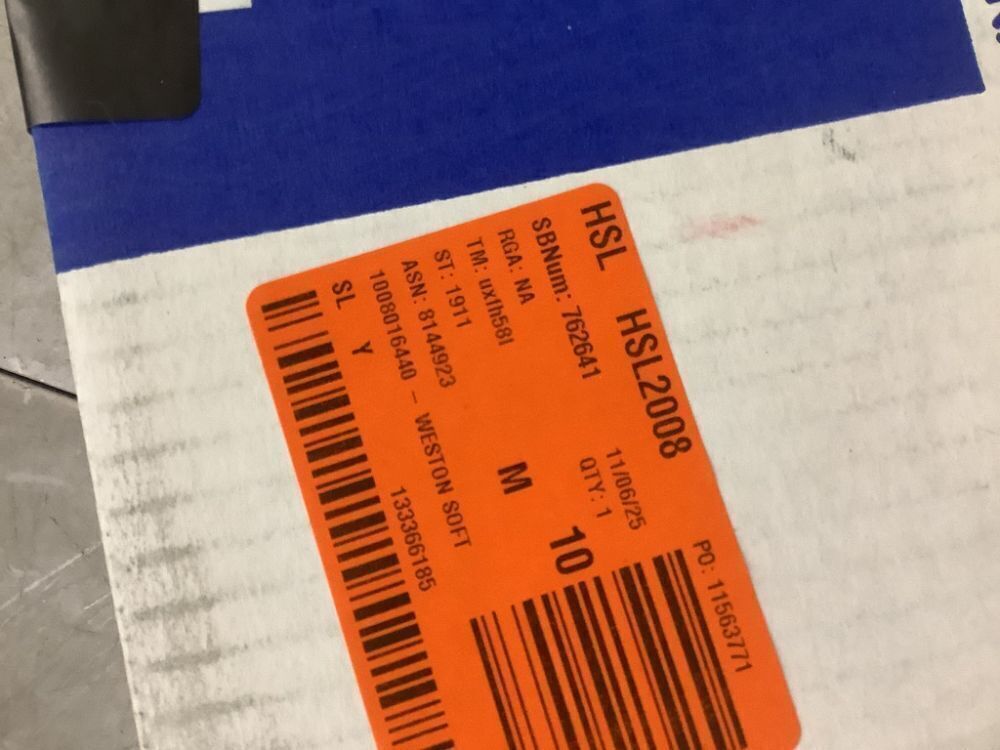 HSL HSL2008
PO: 11563771
SBNum: 762641
11/06/25
RGA: NA
QTY: 1
TM: ux1h58l
M 10
ST: 1911
ASN: 8144923
1008016440 - WESTON SOFT
SL Y 133366185